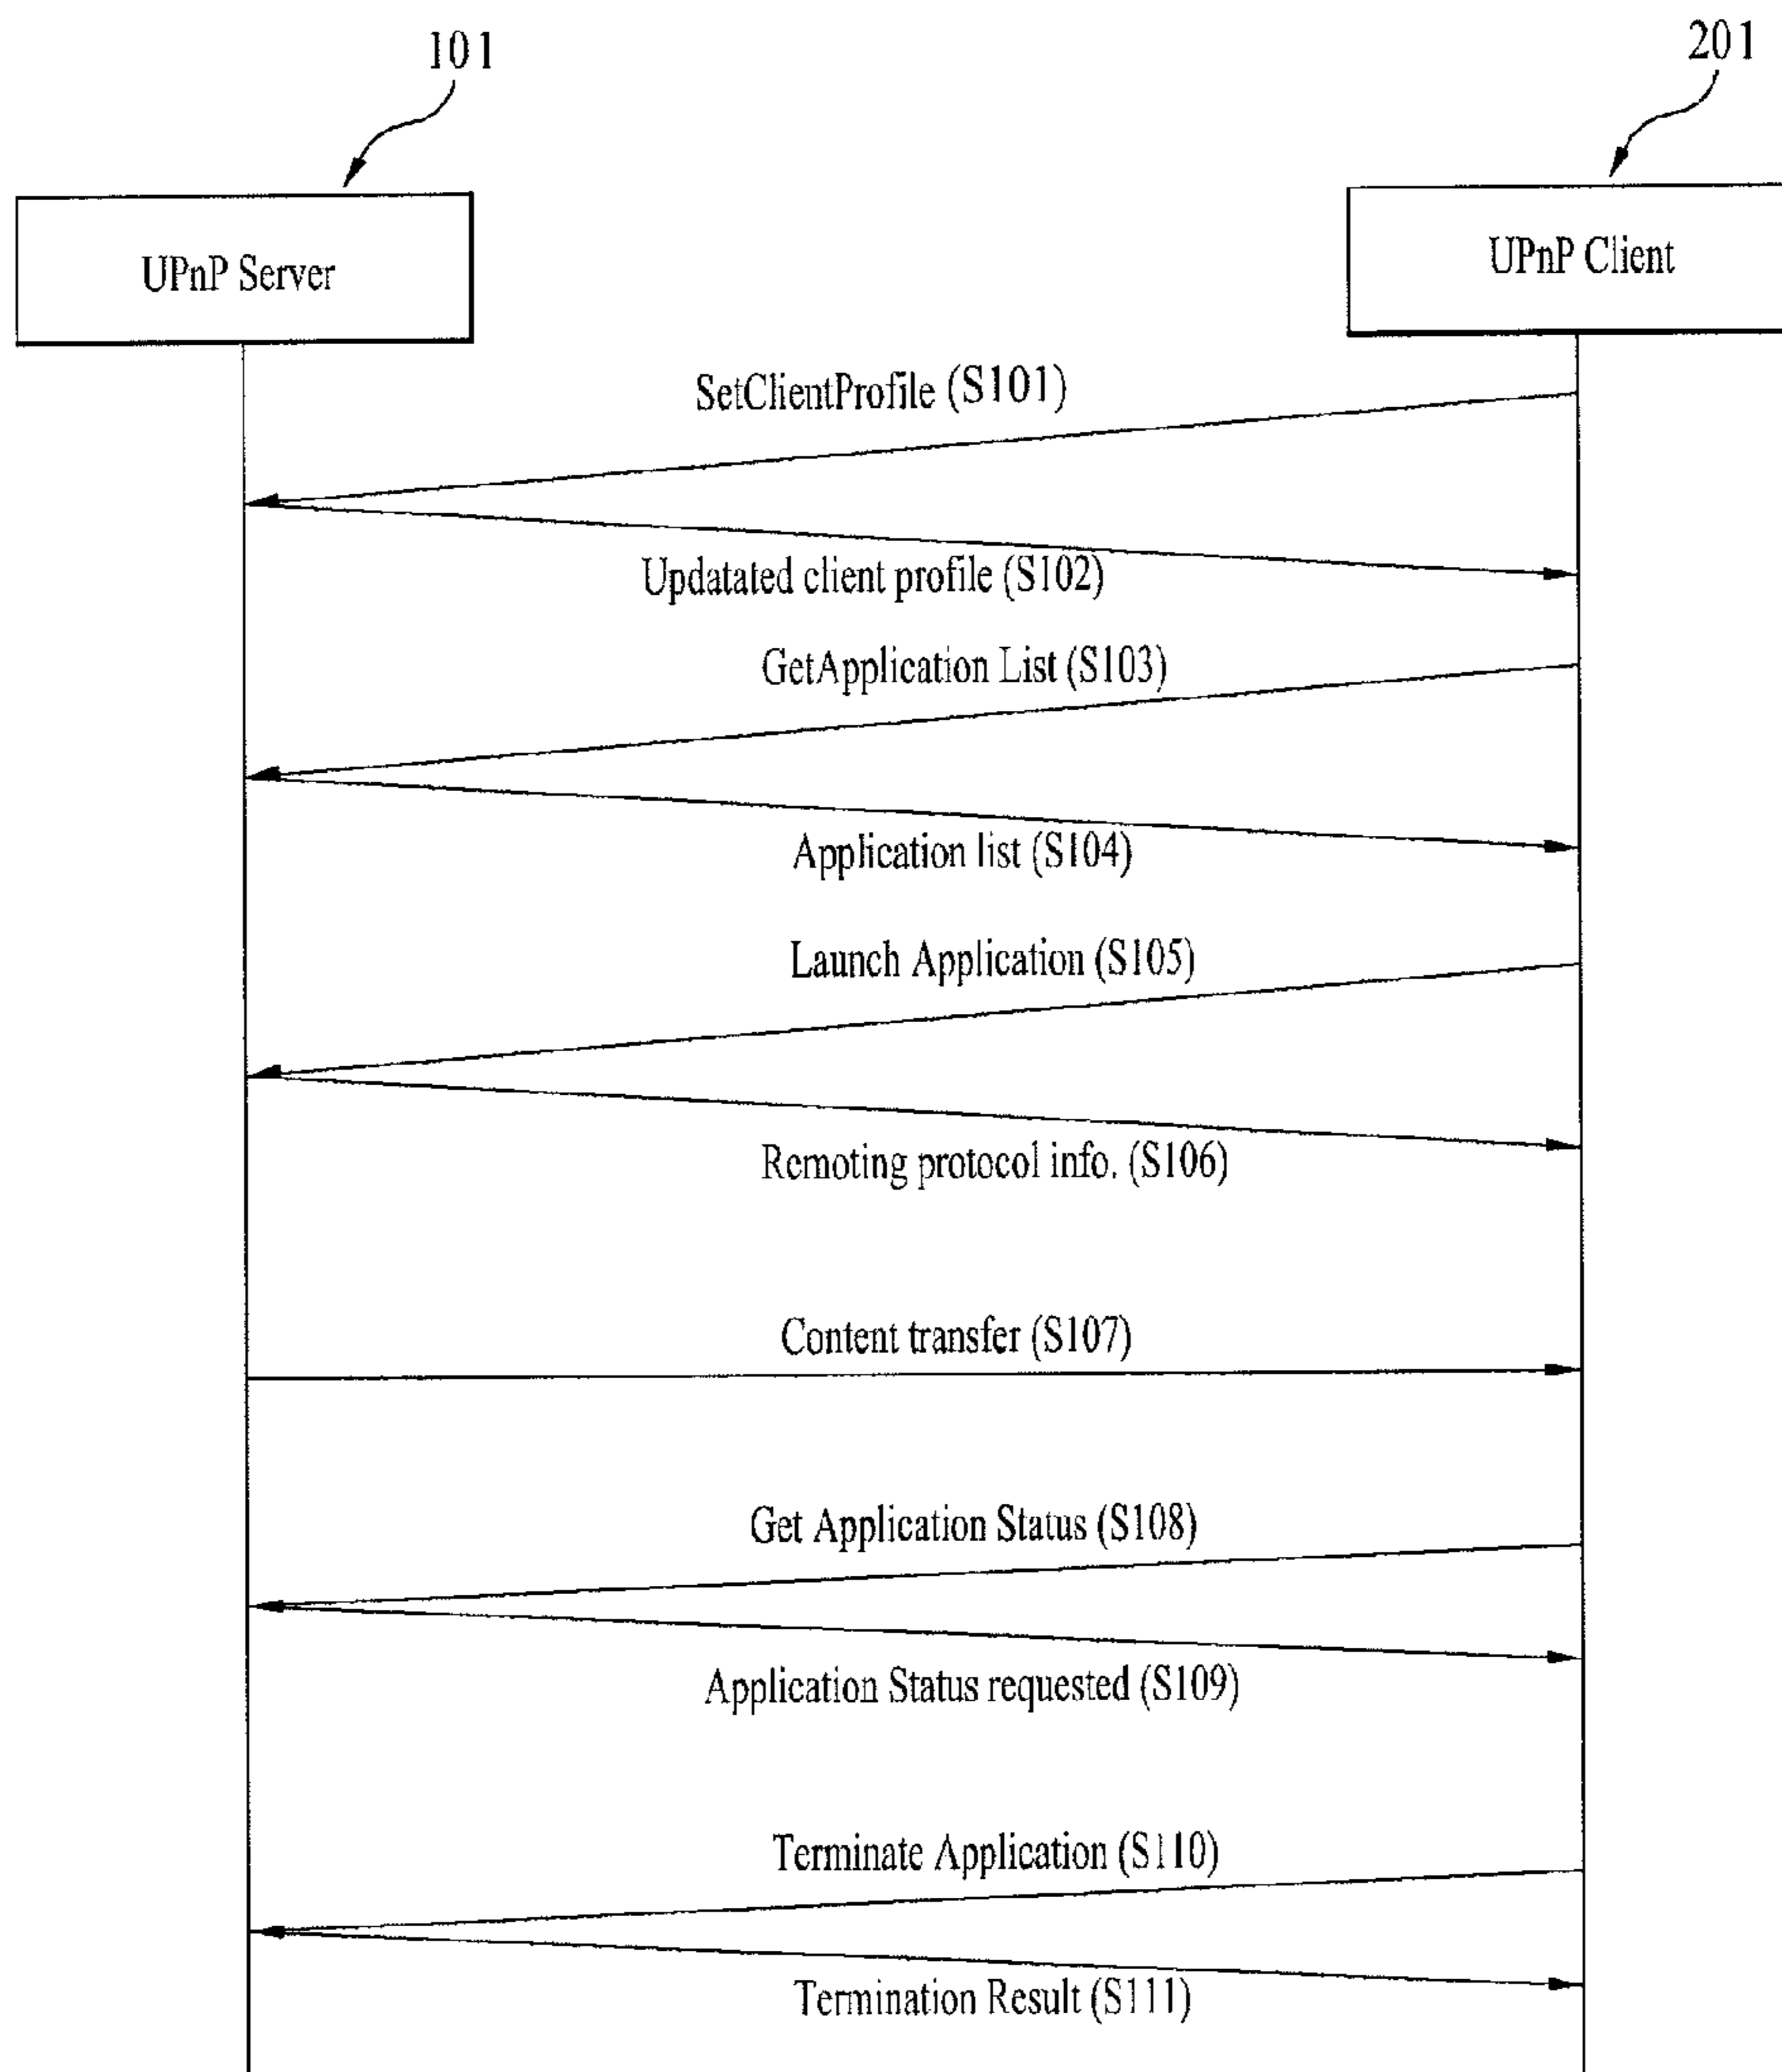 101
201
UPnP Server
UPnP Client
SetClientProfile (S101)
Updatated client profile (S102)
GetApplication List (S103)
Application list (S104)
Launch Application (S105)
Remoting protocol info. (S106)
Content transfer (S107)
Get Application Status (S108)
Application Status requested (S109)
Terminate Application (S110)
Termination Result (S111)